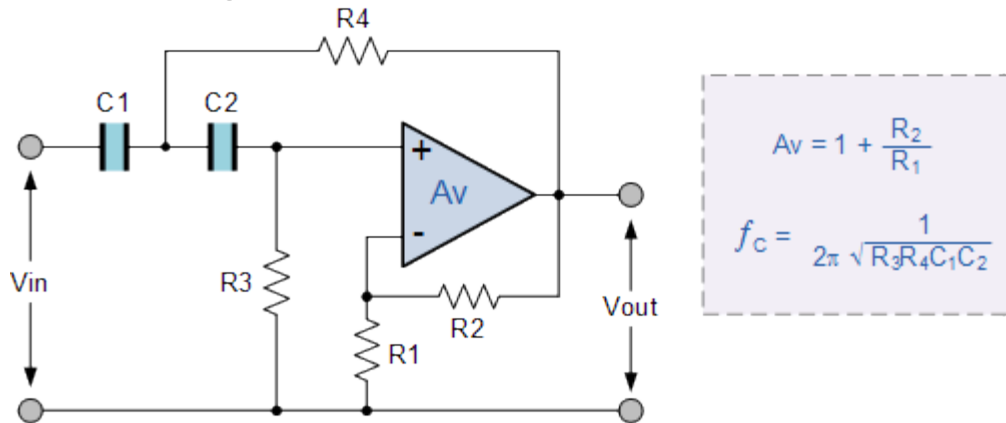 R4
C1
C2
+
Av
-
Vin
R3
R2
Vout
R1
Av = 1 + R2/R1
fC = 1/2π √R3R4C1C2